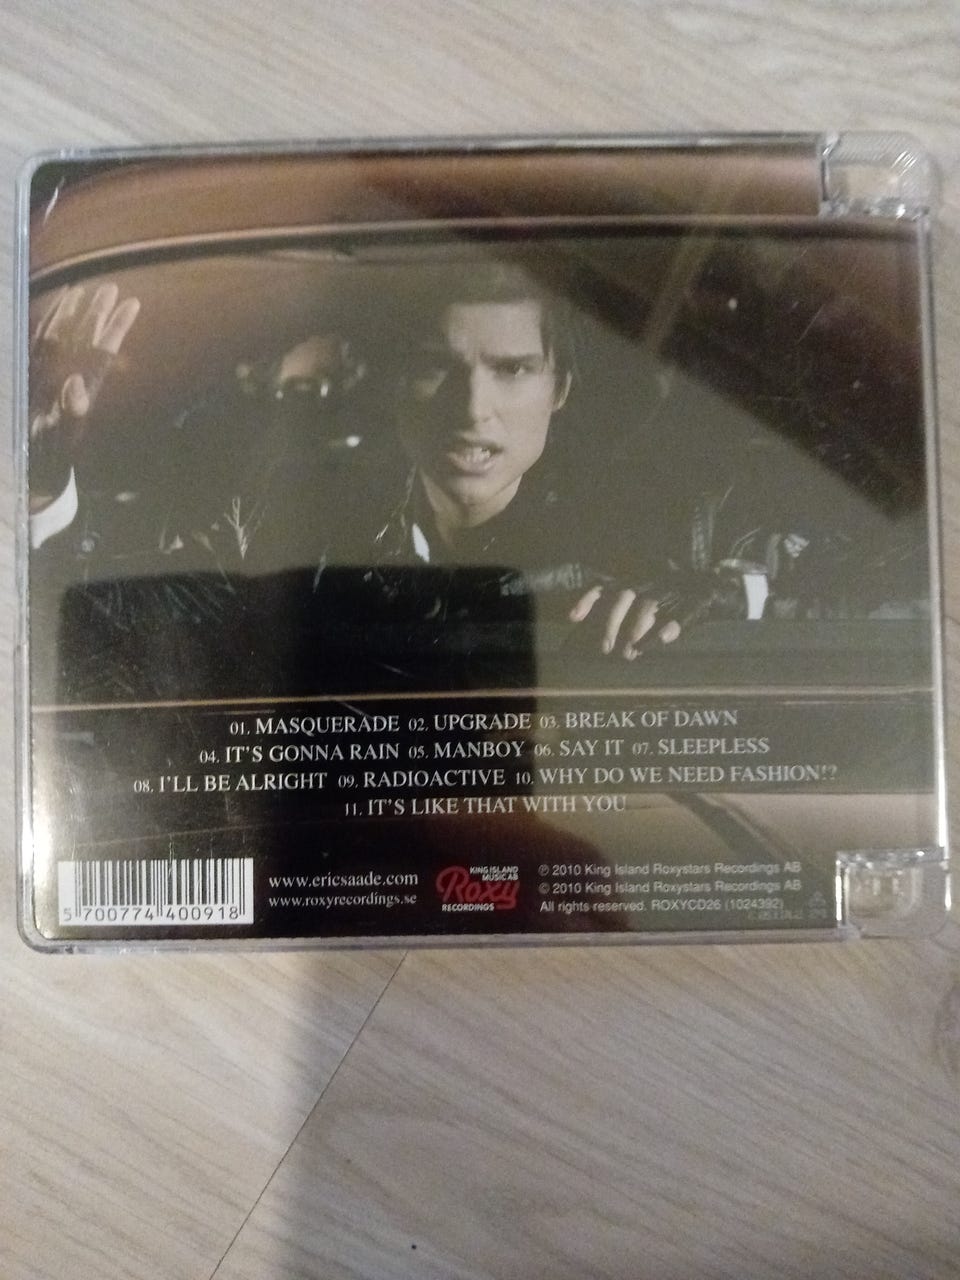 01. MASQUERADE 02. UPGRADE 03. BREAK OF DAWN
04. IT'S GONNA RAIN 05. MANBOY 06. SAY IT 07. SLEEPLESS
08. I'LL BE ALRIGHT 09. RADIOACTIVE 10. WHY DO WE NEED FASHION!?
11. IT'S LIKE THAT WITH YOU
5 700774 400918
www.ericsaade.com
www.roxyrecordings.se
KING ISLAND
MUSIC AB
Roxy
RECORDINGS
℗ 2010 King Island Roxystars Recordings AB
© 2010 King Island Roxystars Recordings AB
All rights reserved. ROXYCD26 (1024392)